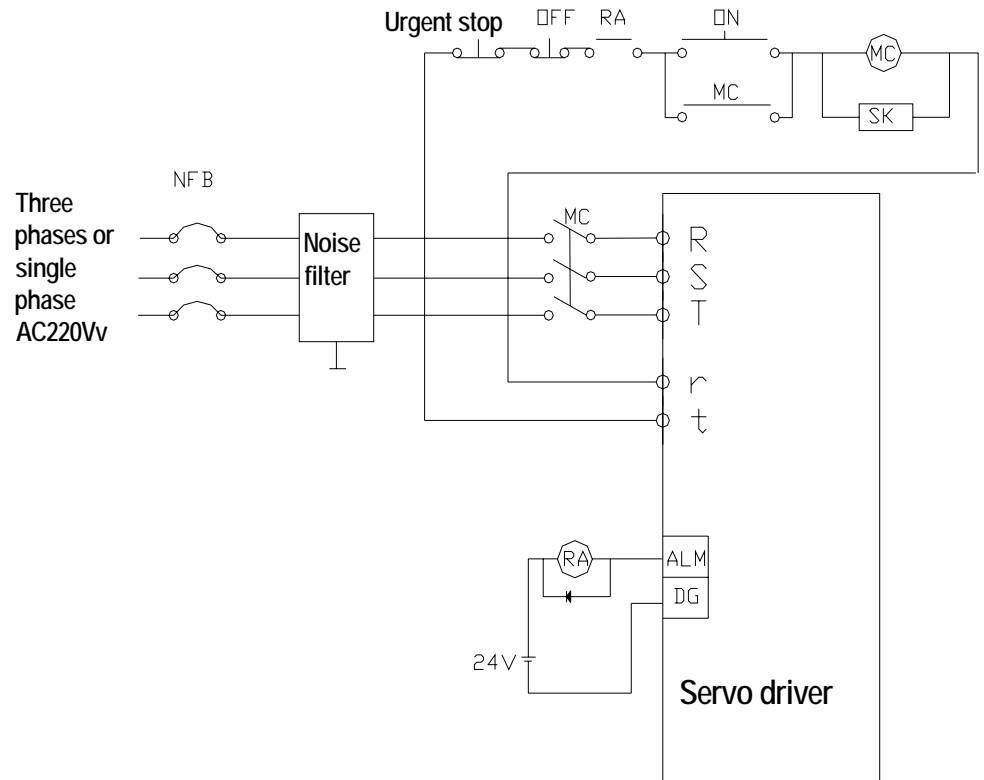 Urgent stop OFF RA ON MC
MC
SK
NFB
Three
phases or
single
phase
AC220Vv
Noise
filter
MC
R
S
T
r
t
RA
ALM
DG
24V
Servo driver